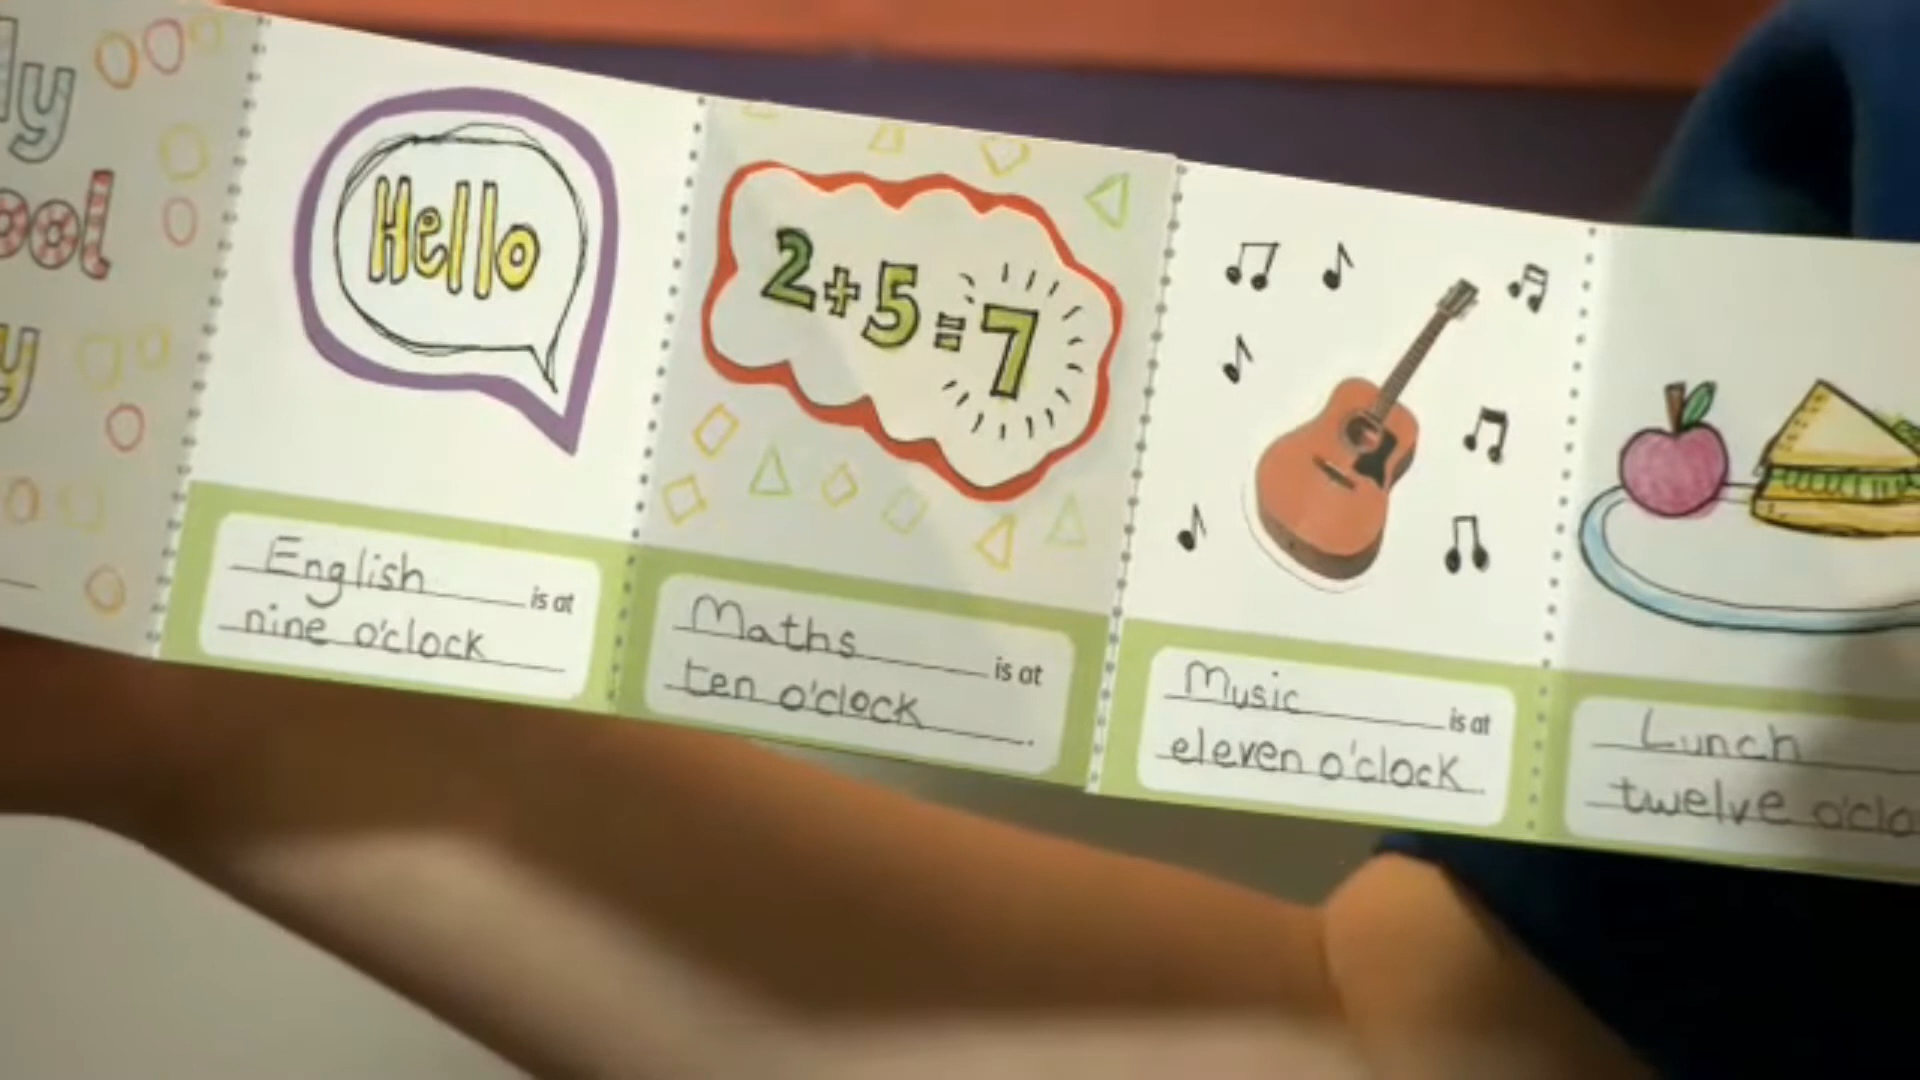 Hello
2+5=7
English is at
nine o'clock
Maths is at
ten o'clock.
Music is at
eleven o'clock.
Lunch
twelve